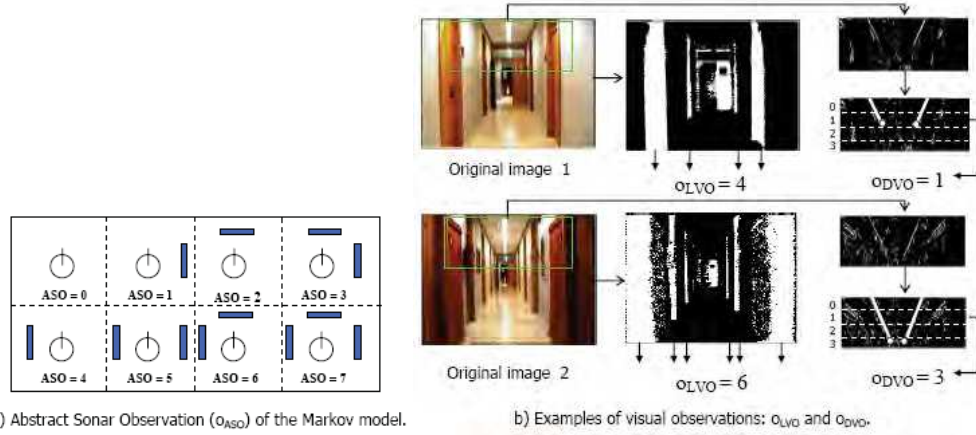 ASO = 0
ASO = 1
ASO = 2
ASO = 3
ASO = 4
ASO = 5
ASO = 6
ASO = 7
) Abstract Sonar Observation (oASO) of the Markov model.
Original image 1
oLVO = 4
0
1
2
3
oDVO = 1
Original image 2
oLVO = 6
0
1
2
3
oDVO = 3
b) Examples of visual observations: oLVO and oDVO.